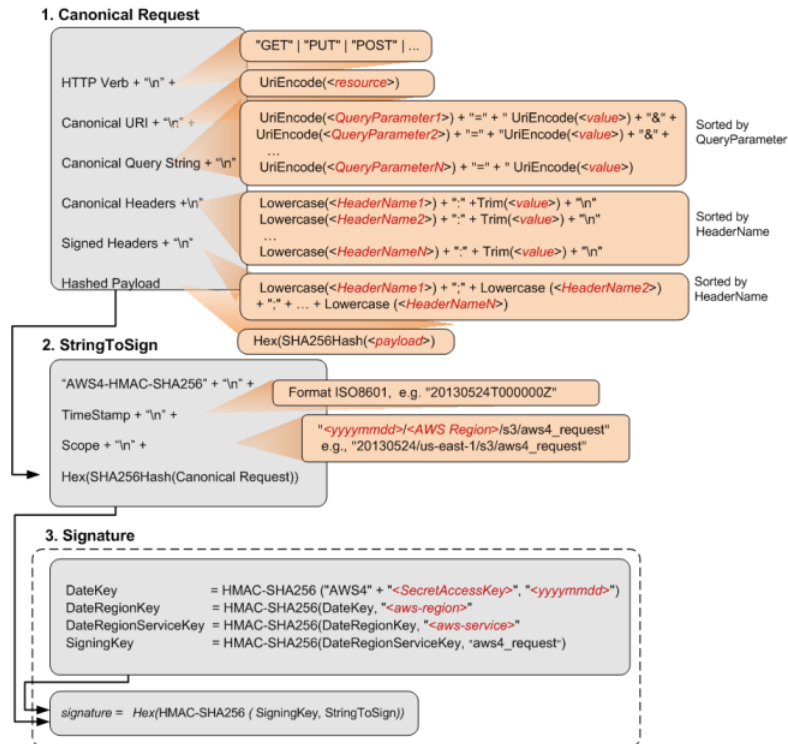 1. Canonical Request
HTTP Verb + "\n" +
Canonical URI + "\n" +
Canonical Query String + "\n"
Canonical Headers +\n"
Signed Headers + "\n"
Hashed Payload
"GET" | "PUT" | "POST" | ...
UriEncode(<resource>)
UriEncode(<QueryParameter1>) + "=" + " UriEncode(<value>) + "&" +
UriEncode(<QueryParameter2>) + "=" + "UriEncode(<value>) + "&" +
...
UriEncode(<QueryParameterN>) + "=" + " UriEncode(<value>)
Sorted by
QueryParameter
Lowercase(<HeaderName1>) + ":" +Trim(<value>) + "\n"
Lowercase(<HeaderName2>) + ":" + Trim(<value>) + "\n"
...
Lowercase(<HeaderNameN>) + ":" + Trim(<value>) + "\n"
Sorted by
HeaderName
Lowercase(<HeaderName1>) + ";" + Lowercase (<HeaderName2>)
+ ";" + ... + Lowercase (<HeaderNameN>)
Sorted by
HeaderName
Hex(SHA256Hash(<payload>)
2. StringToSign
"AWS4-HMAC-SHA256" + "\n" +
TimeStamp + "\n" +
Scope + "\n" +
Hex(SHA256Hash(Canonical Request))
Format ISO8601, e.g. "20130524T000000Z"
"<yyyymmdd>/<AWS Region>/s3/aws4_request"
e.g., "20130524/us-east-1/s3/aws4_request"
3. Signature
DateKey = HMAC-SHA256 ("AWS4" + "<SecretAccessKey>", "<yyyymmdd>")
DateRegionKey = HMAC-SHA256(DateKey, "<aws-region>"
DateRegionServiceKey = HMAC-SHA256(DateRegionKey, "<aws-service>"
SigningKey = HMAC-SHA256(DateRegionServiceKey, "aws4_request")
signature = Hex(HMAC-SHA256 ( SigningKey, StringToSign))